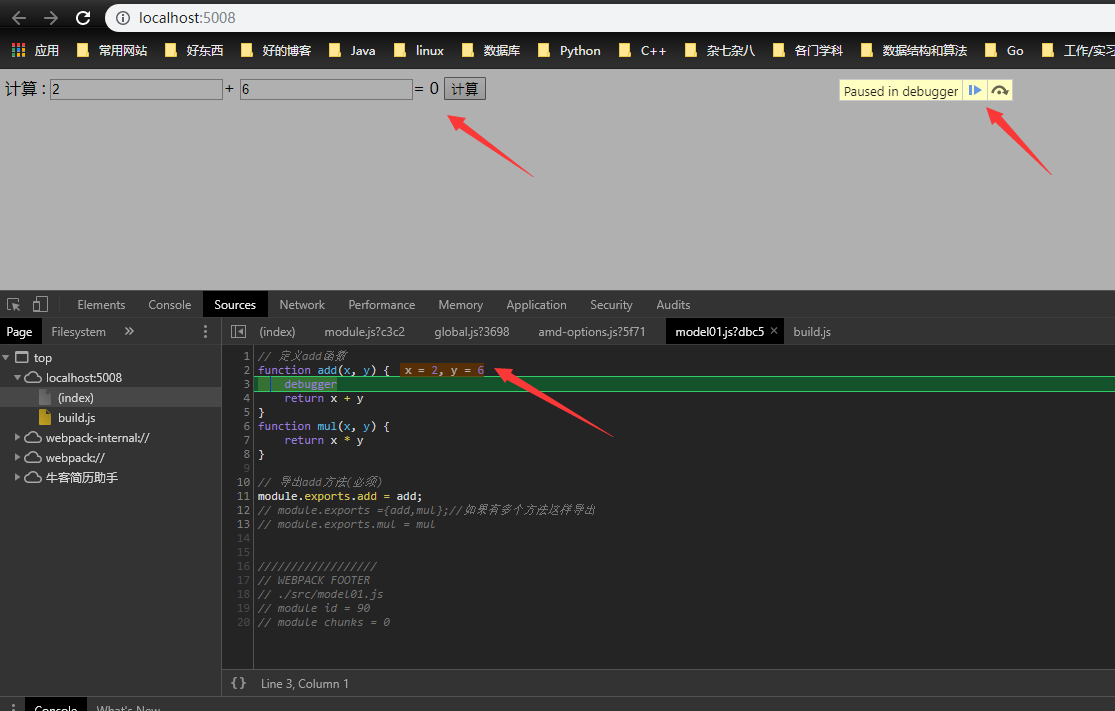 localhost:5008
应用 常用网站 好东西 好的博客 Java linux 数据库 Python C++ 杂七杂八 各门学科 数据结构和算法 Go 工作/实习
计算 : 2 + 6 = 0 计算
Paused in debugger
Elements Console Sources Network Performance Memory Application Security Audits
Page Filesystem » (index) module.js?c3c2 global.js?3698 amd-options.js?5f71 model01.js?dbc5 × build.js
top
localhost:5008
(index)
build.js
webpack-internal://
webpack://
牛客简历助手
1 // 定义add函数
2 function add(x, y) { x = 2, y = 6
3 debugger
4 return x + y
5 }
6 function mul(x, y) {
7 return x * y
8 }
9
10 // 导出add方法(必须)
11 module.exports.add = add;
12 // module.exports ={add,mul};//如果有多个方法这样导出
13 // module.exports.mul = mul
14
15
16 //////////////////
17 // WEBPACK FOOTER
18 // ./src/model01.js
19 // module id = 90
20 // module chunks = 0
{} Line 3, Column 1
Console What's New